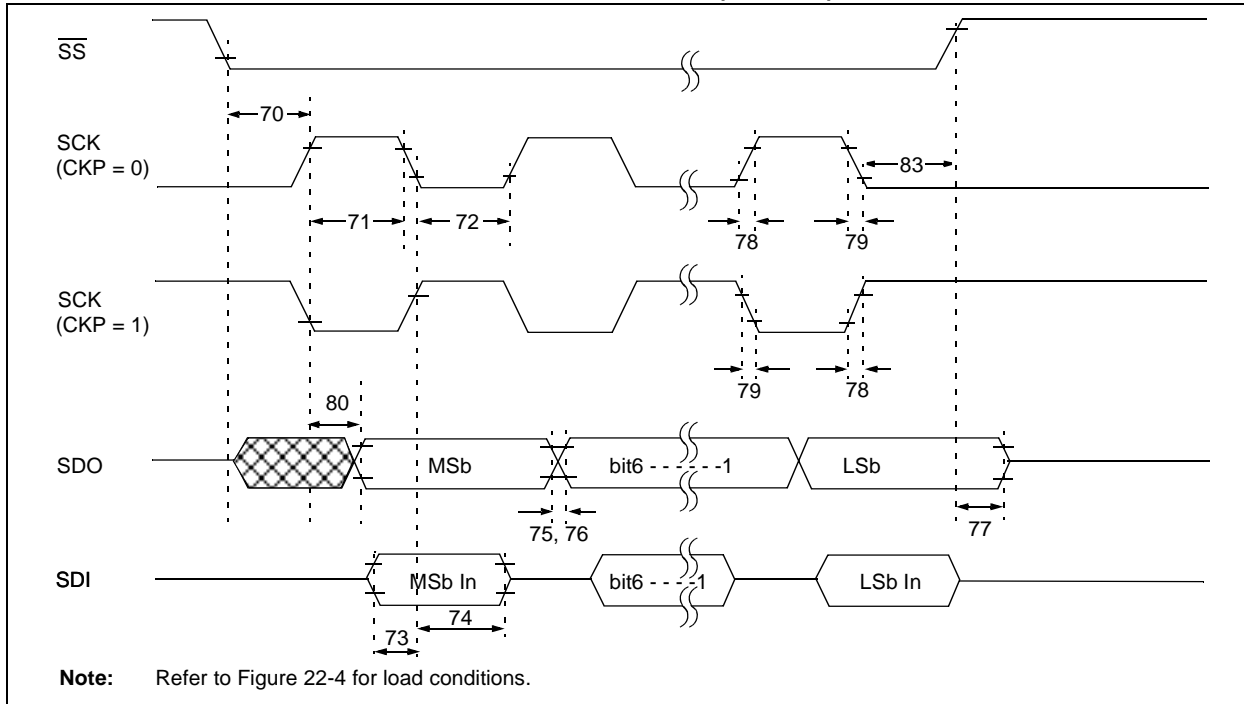 SS
70
SCK
(CKP = 0)
83
71
72
78
79
SCK
(CKP = 1)
79
78
80
SDO
MSb
bit6 - - - - - -1
LSb
75, 76
77
SDI
MSb In
bit6 - - - -1
LSb In
74
73
Note: Refer to Figure 22-4 for load conditions.